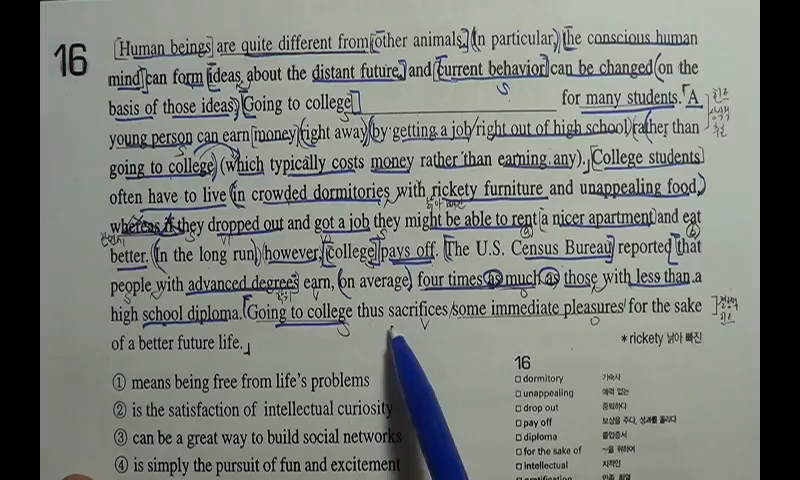 16
Human beings are quite different from other animals. In particular, the conscious human
mind can form ideas about the distant future, and current behavior can be changed on the
basis of those ideas. Going to college ____________ for many students. A
young person can earn money right away by getting a job right out of high school rather than
going to college, which typically costs money rather than earning any. College students
often have to live in crowded dormitories with rickety furniture and unappealing food,
whereas if they dropped out and got a job they might be able to rent a nicer apartment and eat
better. In the long run, however, college pays off. The U.S. Census Bureau reported that
people with advanced degrees earn, on average, four times as much as those with less than a
high school diploma. Going to college thus sacrifices some immediate pleasures for the sake
of a better future life.
* rickety 낡아 빠진
① means being free from life's problems
② is the satisfaction of intellectual curiosity
③ can be a great way to build social networks
④ is simply the pursuit of fun and excitement
16
□ dormitory 기숙사
□ unappealing 매력 없는
□ drop out 중퇴하다
□ pay off 보상을 주다, 성과를 올리다
□ diploma 졸업증서
□ for the sake of ~을 위하여
□ intellectual 지적인